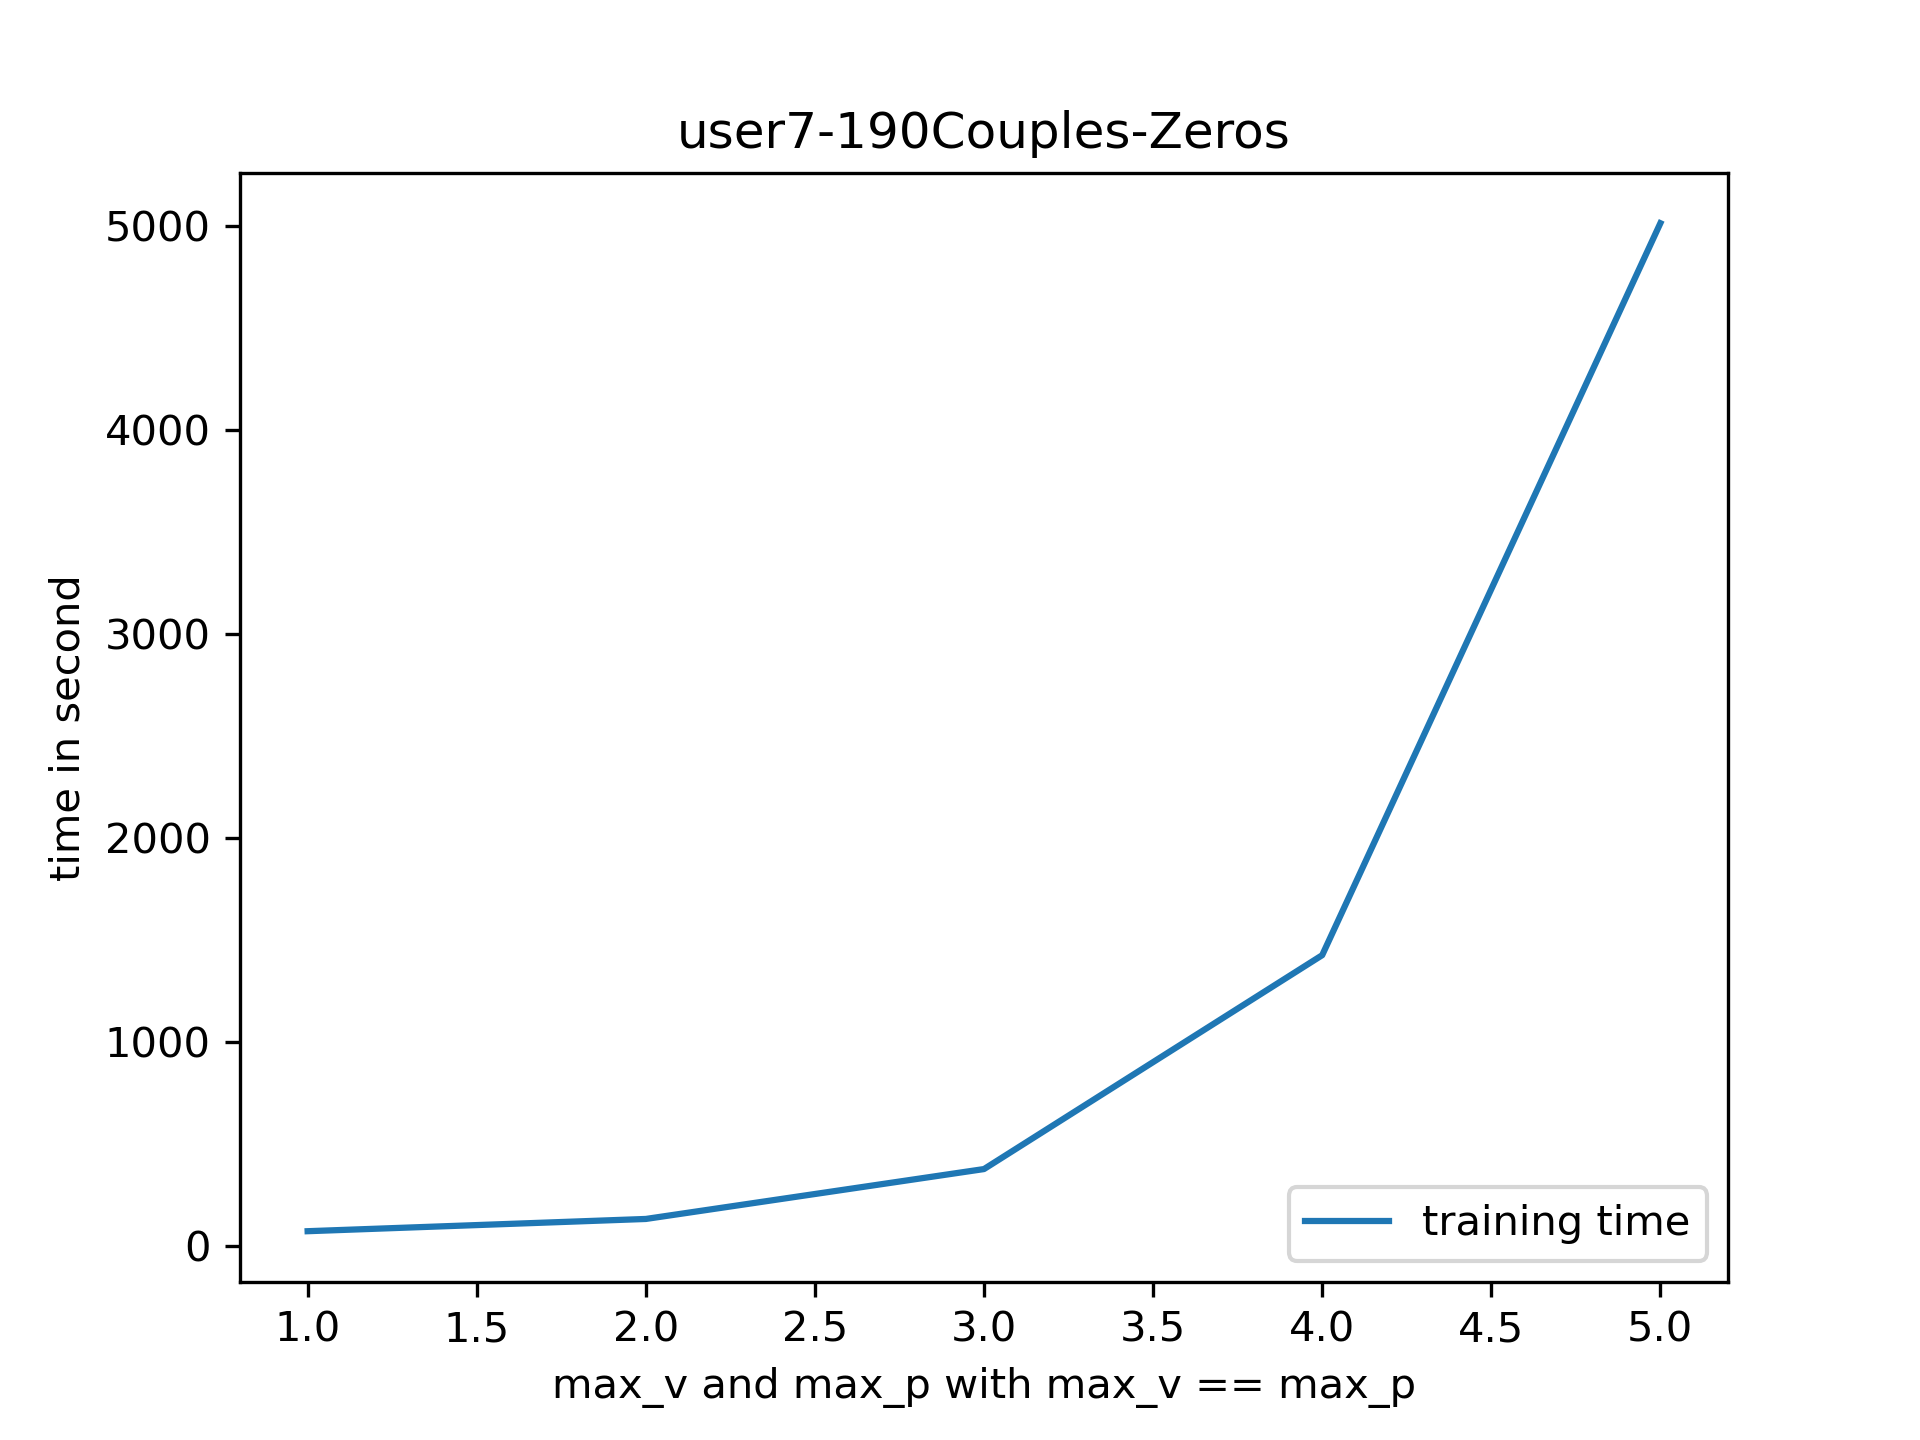 user7-190Couples-Zeros
5000
4000
3000
2000
1000
0
time in second
training time
1.0 1.5 2.0 2.5 3.0 3.5 4.0 4.5 5.0
max_v and max_p with max_v == max_p